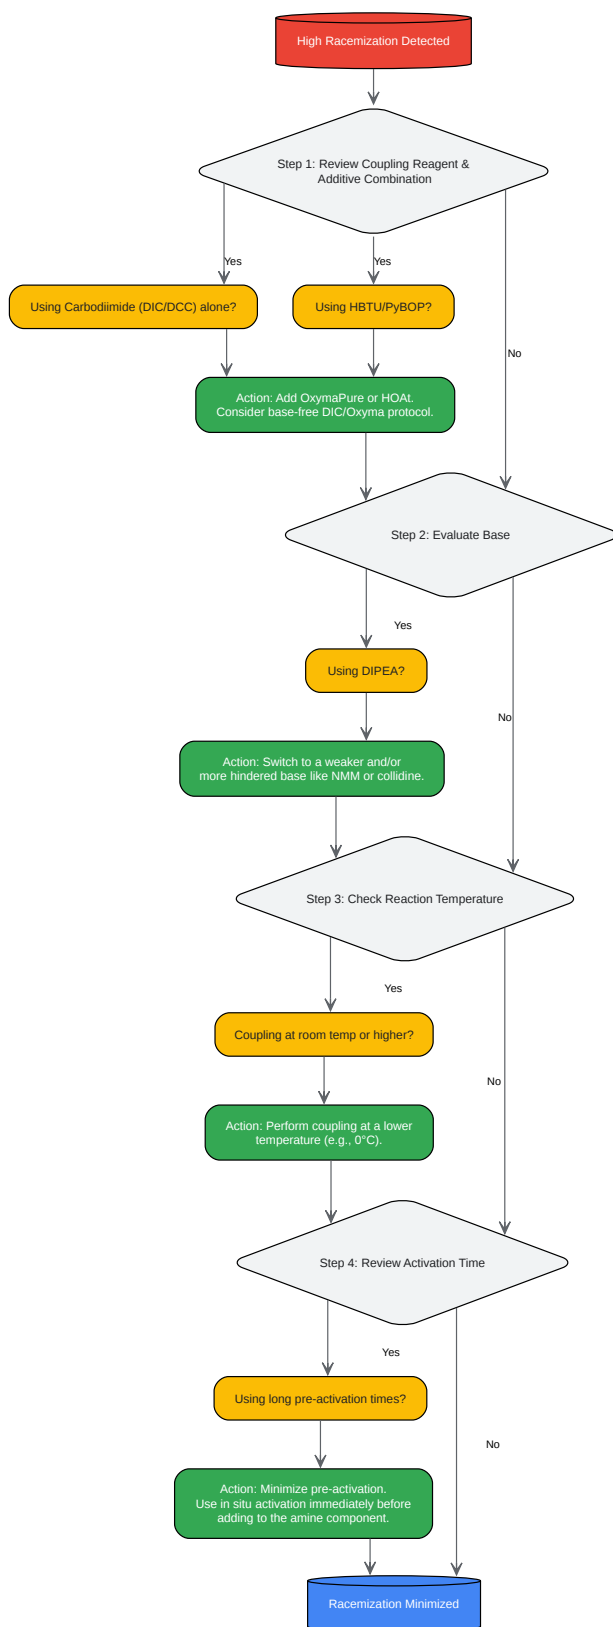 High Racemization Detected
Step 1: Review Coupling Reagent &
Additive Combination
Yes
Yes
Using Carbodiimide (DIC/DCC) alone?
Using HBTU/PyBOP?
No
Action: Add OxymaPure or HOAt.
Consider base-free DIC/Oxyma protocol.
Step 2: Evaluate Base
Yes
Using DIPEA?
No
Action: Switch to a weaker and/or
more hindered base like NMM or collidine.
Step 3: Check Reaction Temperature
Yes
Coupling at room temp or higher?
No
Action: Perform coupling at a lower
temperature (e.g., 0°C).
Step 4: Review Activation Time
Yes
Using long pre-activation times?
No
Action: Minimize pre-activation.
Use in situ activation immediately before
adding to the amine component.
Racemization Minimized